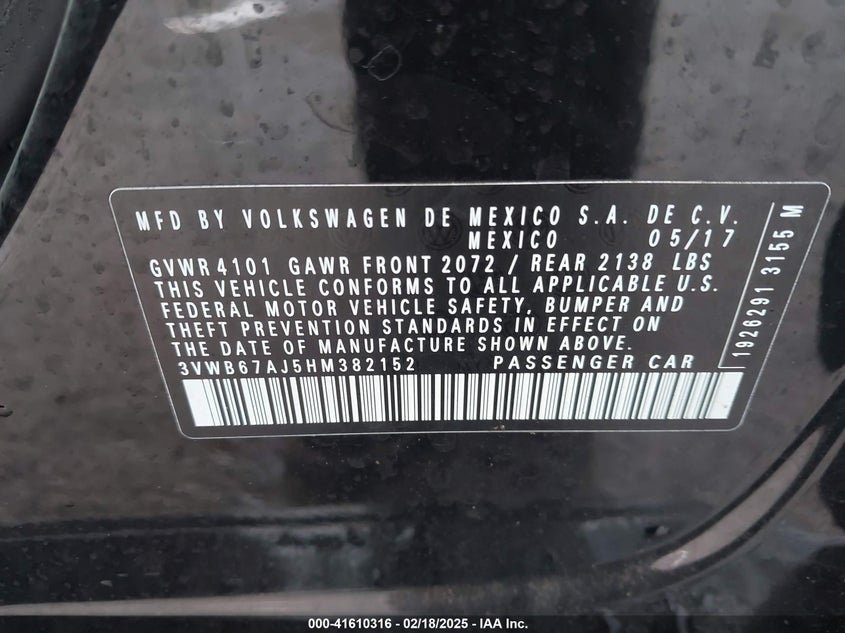 MFD BY VOLKSWAGEN DE MEXICO S.A. DE C.V.
MEXICO 05/17
GVWR 4101 GAWR FRONT 2072 / REAR 2138 LBS
THIS VEHICLE CONFORMS TO ALL APPLICABLE U.S.
FEDERAL MOTOR VEHICLE SAFETY, BUMPER AND
THEFT PREVENTION STANDARDS IN EFFECT ON
THE DATE OF MANUFACTURE SHOWN ABOVE.
3VWB67AJ5HM382152 PASSENGER CAR
1926291 3155 M
000-41610316 - 02/18/2025 - IAA Inc.